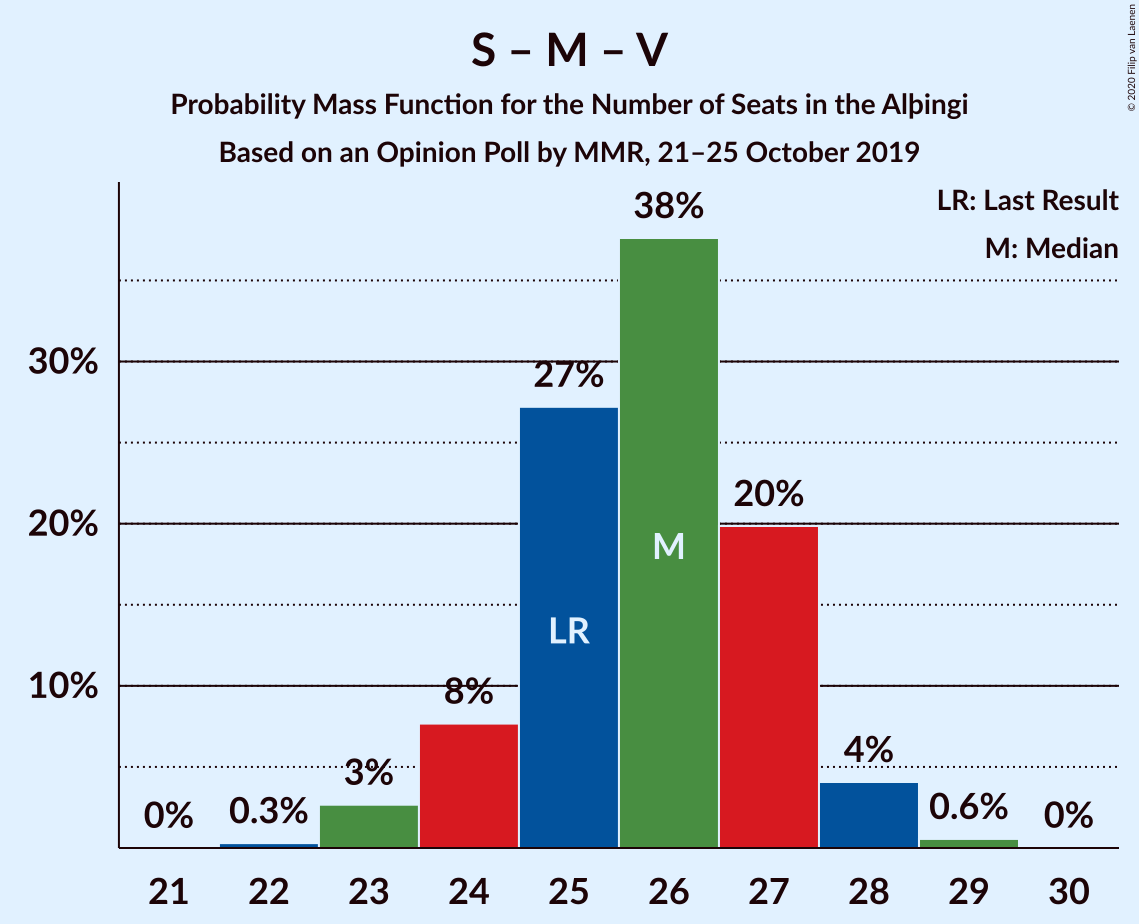 S – M – V
Probability Mass Function for the Number of Seats in the Alþingi
Based on an Opinion Poll by MMR, 21–25 October 2019
© 2020 Filip van Laenen
LR: Last Result
M: Median
38%
30%
27%
20%
20%
M
LR
10%
8%
4%
3%
0%
0.3%
0.6%
0%
21 22 23 24 25 26 27 28 29 30